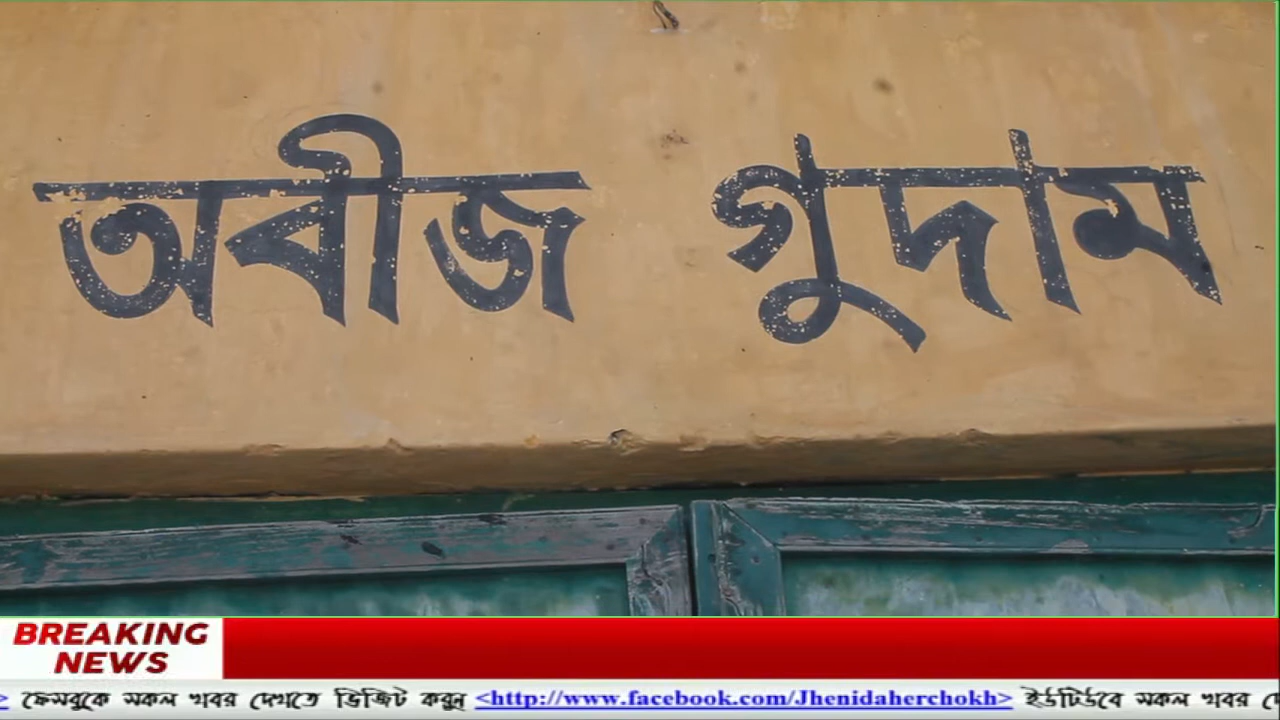 অবীজ গুদাম
BREAKING
NEWS
> ফেসবুকে সকল খবর দেখতে ভিজিট করুন <http://www.facebook.com/Jhenidaherchokh> ইউটিউবে সকল খবর